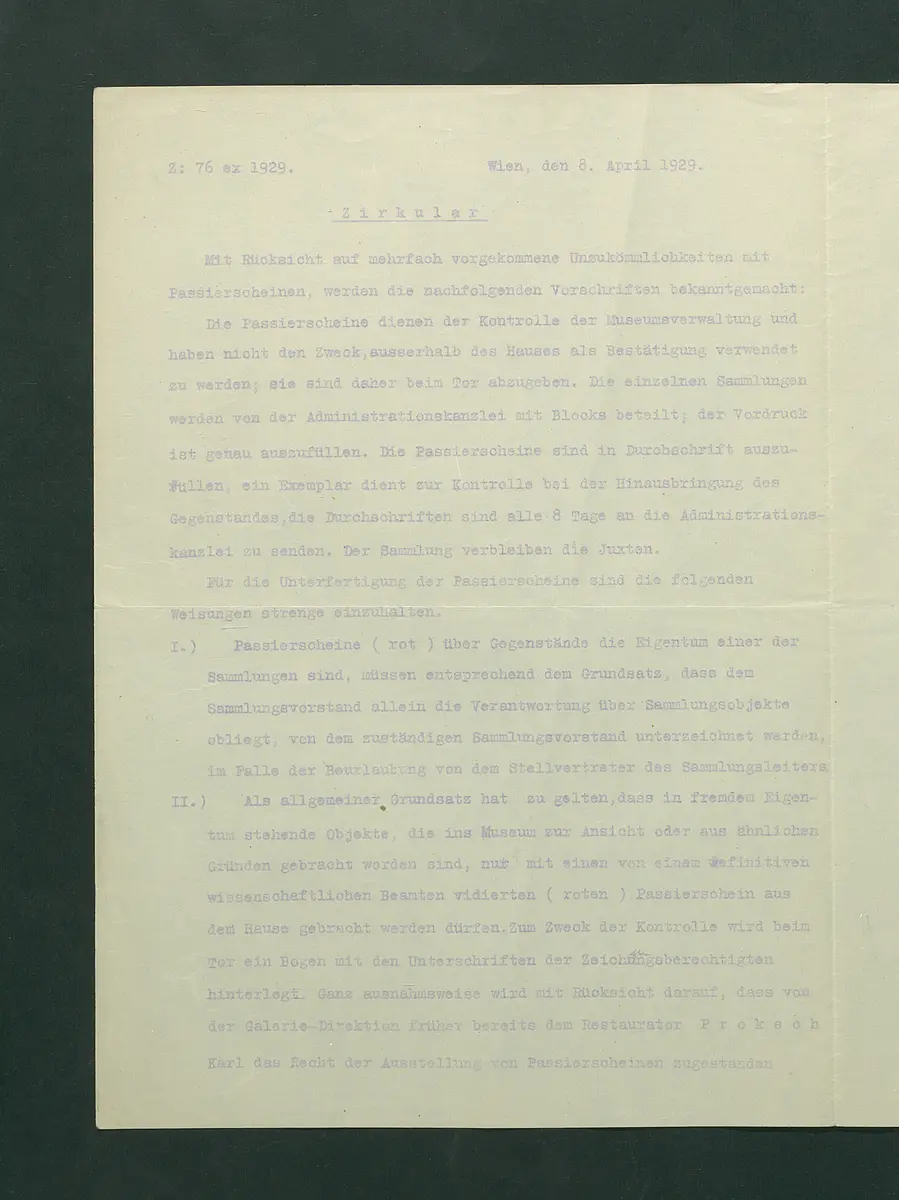 Z: 76 ex 1929. Wien, den 8. April 1929.
Z i r k u l a r
Mit Rücksicht auf mehrfach vorgekommene Unzukömmlichkeiten mit
Passierscheinen, werden die nachfolgenden Vorschriften bekanntgemacht:
Die Passierscheine dienen der Kontrolle der Museumsverwaltung und
haben nicht den Zweck,ausserhalb des Hauses als Bestätigung verwendet
zu werden; sie sind daher beim Tor abzugeben. Die einzelnen Sammlungen
werden von der Administrationskanzlei mit Blocks beteilt; der Vordruck
ist genau auszufüllen. Die Passierscheine sind in Durchschrift auszu-
füllen, ein Exemplar dient zur Kontrolle bei der Hinausbringung des
Gegenstandes,die Durchschriften sind alle 8 Tage an die Administrations-
kanzlei zu senden. Der Sammlung verbleiben die Juxten.
Für die Unterfertigung der Passierscheine sind die folgenden
Weisungen strenge einzuhalten.
I.) Passierscheine ( rot ) über Gegenstände die Eigentum einer der
Sammlungen sind, müssen entsprechend dem Grundsatz, dass dem
Sammlungsvorstand allein die Verantwortung über Sammlungsobjekte
obliegt, von dem zuständigen Sammlungsvorstand unterzeichnet werden,
im Falle der Beurlaubung von dem Stellvertreter des Sammlungsleiters.
II.) Als allgemeiner Grundsatz hat zu gelten,dass in fremdem Eigen-
tum stehende Objekte, die ins Museum zur Ansicht oder aus ähnlichen
Gründen gebracht worden sind, nur mit einen von einem definitiven
wissenschaftlichen Beamten vidierten ( roten ) Passierschein aus
dem Hause gebracht werden dürfen.Zum Zweck der Kontrolle wird beim
Tor ein Bogen mit den Unterschriften der Zeichnungsberechtigten
hinterlegt. Ganz ausnahmsweise wird mit Rücksicht darauf, dass von
der Galerie-Direktion früher bereits dem Restaurator P r o k s c h
Karl das Recht der Ausstellung von Passierscheinen zugestanden